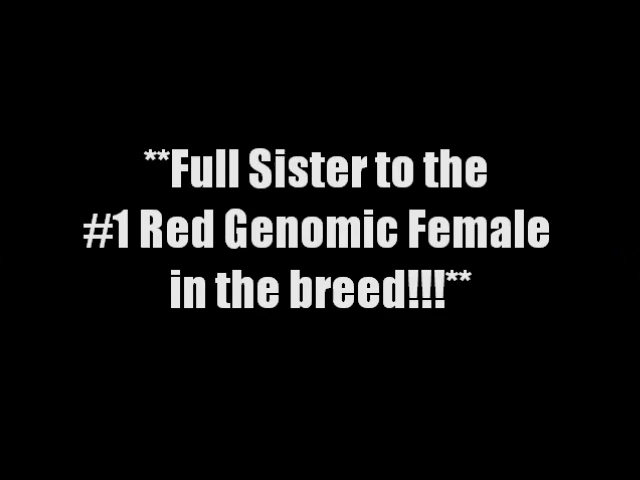 **Full Sister to the
#1 Red Genomic Female
in the breed!!!**